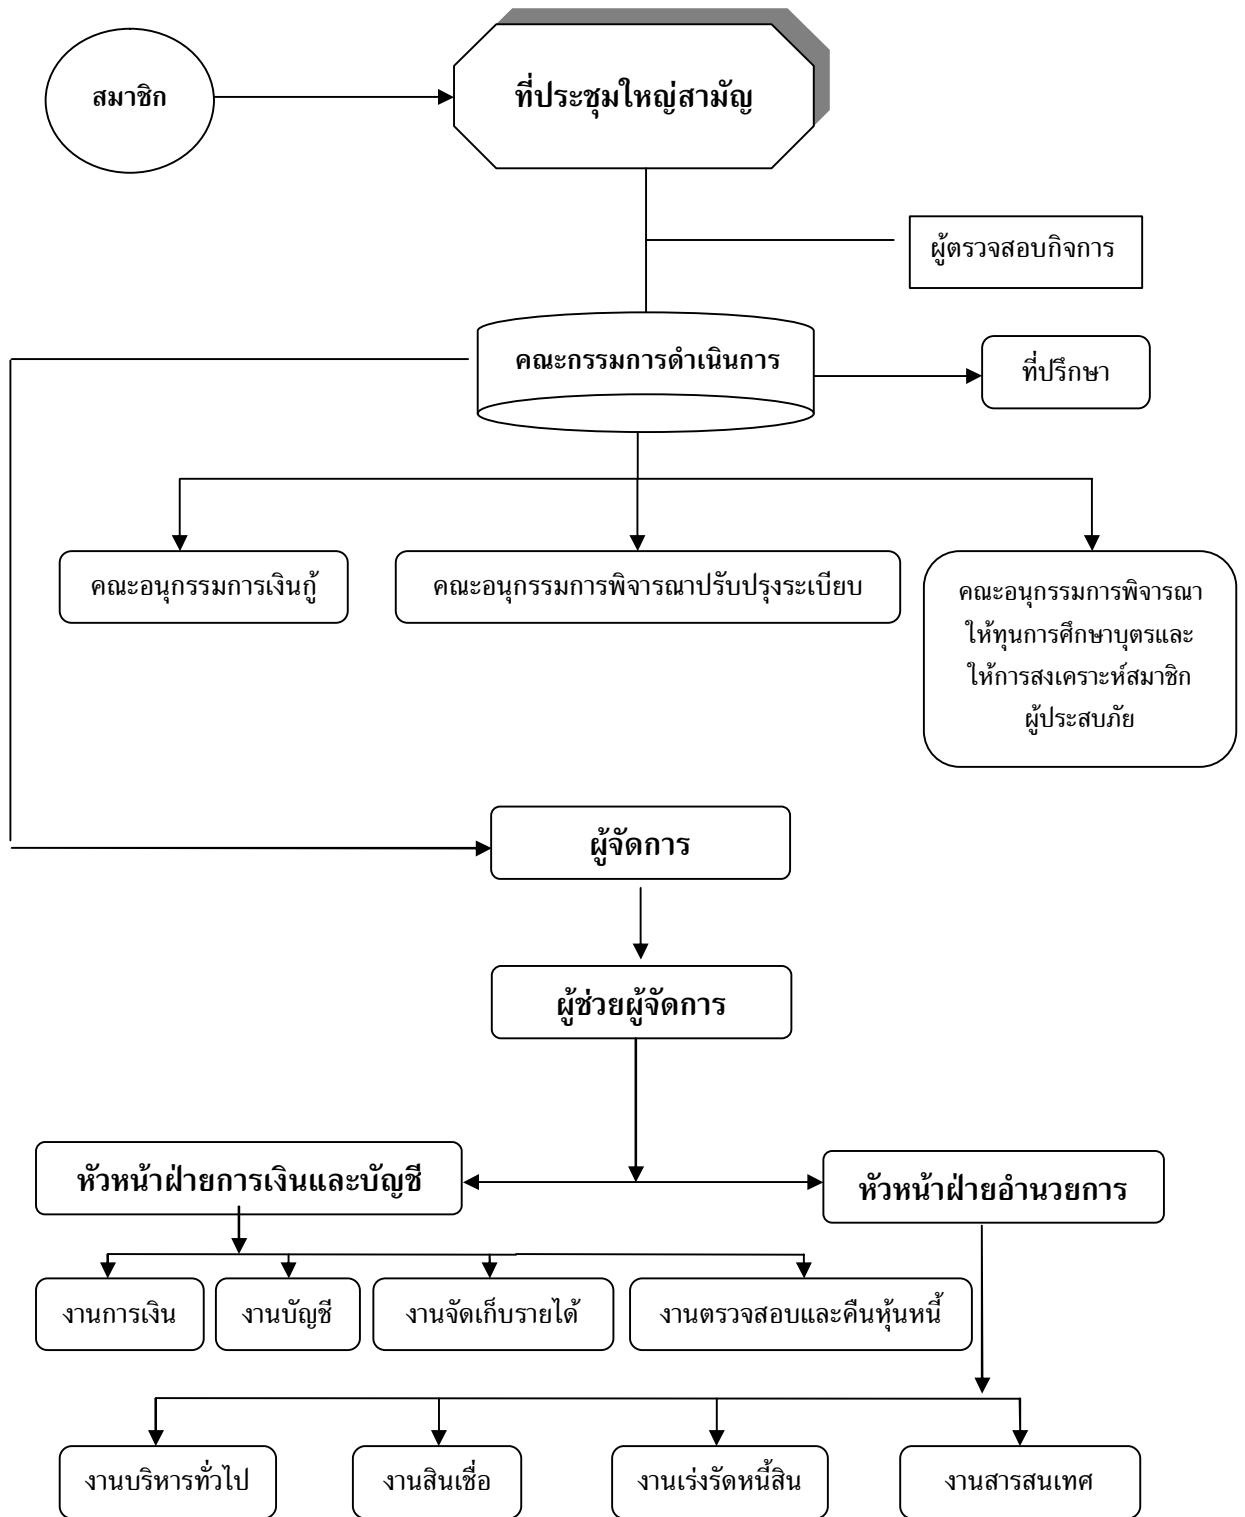 สมาชิก
ที่ประชุมใหญ่สามัญ
ผู้ตรวจสอบกิจการ
คณะกรรมการดำเนินการ
ที่ปรึกษา
คณะอนุกรรมการเงินกู้
คณะอนุกรรมการพิจารณาปรับปรุงระเบียบ
คณะอนุกรรมการพิจารณา
ให้ทุนการศึกษาบุตรและ
ให้การสงเคราะห์สมาชิก
ผู้ประสบภัย
ผู้จัดการ
ผู้ช่วยผู้จัดการ
หัวหน้าฝ่ายการเงินและบัญชี
หัวหน้าฝ่ายอำนวยการ
งานการเงิน
งานบัญชี
งานจัดเก็บรายได้
งานตรวจสอบและคืนหุ้นหนี้
งานบริหารทั่วไป
งานสินเชื่อ
งานเร่งรัดหนี้สิน
งานสารสนเทศ